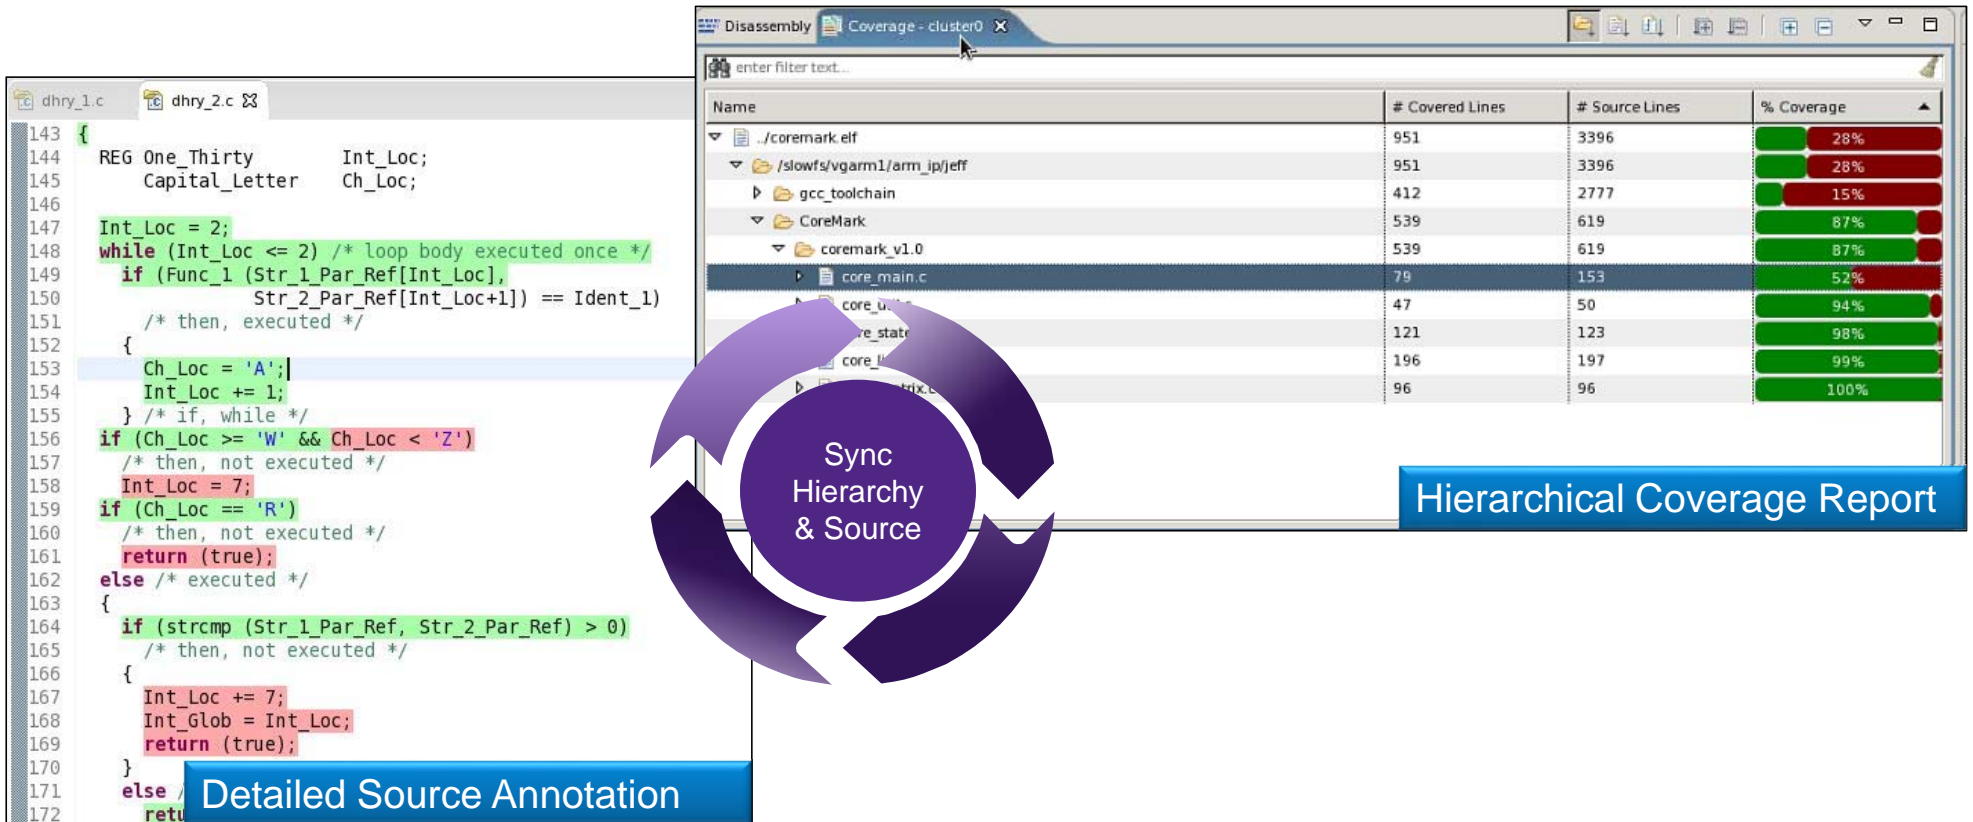 dhry_1.c dhry_2.c
143 {
144 REG One_Thirty Int_Loc;
145 Capital_Letter Ch_Loc;
146
147 Int_Loc = 2;
148 while (Int_Loc <= 2) /* loop body executed once */
149 if (Func_1 (Str_1_Par_Ref[Int_Loc],
150 Str_2_Par_Ref[Int_Loc+1]) == Ident_1)
151 /* then, executed */
152 {
153 Ch_Loc = 'A';
154 Int_Loc += 1;
155 } /* if, while */
156 if (Ch_Loc >= 'W' && Ch_Loc < 'Z')
157 /* then, not executed */
158 Int_Loc = 7;
159 if (Ch_Loc == 'R')
160 /* then, not executed */
161 return (true);
162 else /* executed */
163 {
164 if (strcmp (Str_1_Par_Ref, Str_2_Par_Ref) > 0)
165 /* then, not executed */
166 {
167 Int_Loc += 7;
168 Int_Glob = Int_Loc;
169 return (true);
170 }
171 else /
172 retu
Detailed Source Annotation
Sync
Hierarchy
& Source
Disassembly Coverage - cluster0
enter filter text...
Name # Covered Lines # Source Lines % Coverage
../coremark.elf 951 3396 28%
/slowfs/vgarm1/arm_ip/jeff 951 3396 28%
gcc_toolchain 412 2777 15%
CoreMark 539 619 87%
coremark_v1.0 539 619 87%
core_main.c 79 153 52%
core_u 47 50 94%
re_state 121 123 98%
core_li 196 197 99%
trix.c 96 96 100%
Hierarchical Coverage Report